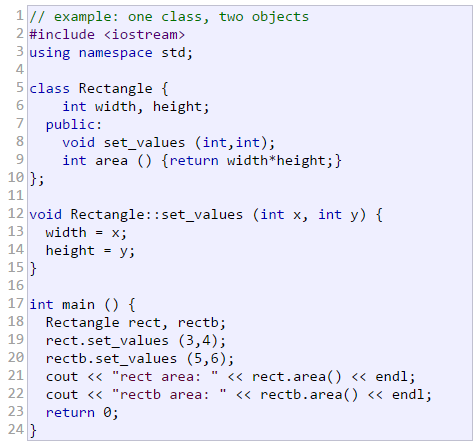 1 // example: one class, two objects
2 #include <iostream>
3 using namespace std;
4
5 class Rectangle {
6     int width, height;
7   public:
8     void set_values (int,int);
9     int area () {return width*height;}
10 };
11
12 void Rectangle::set_values (int x, int y) {
13   width = x;
14   height = y;
15 }
16
17 int main () {
18   Rectangle rect, rectb;
19   rect.set_values (3,4);
20   rectb.set_values (5,6);
21   cout << "rect area: " << rect.area() << endl;
22   cout << "rectb area: " << rectb.area() << endl;
23   return 0;
24 }